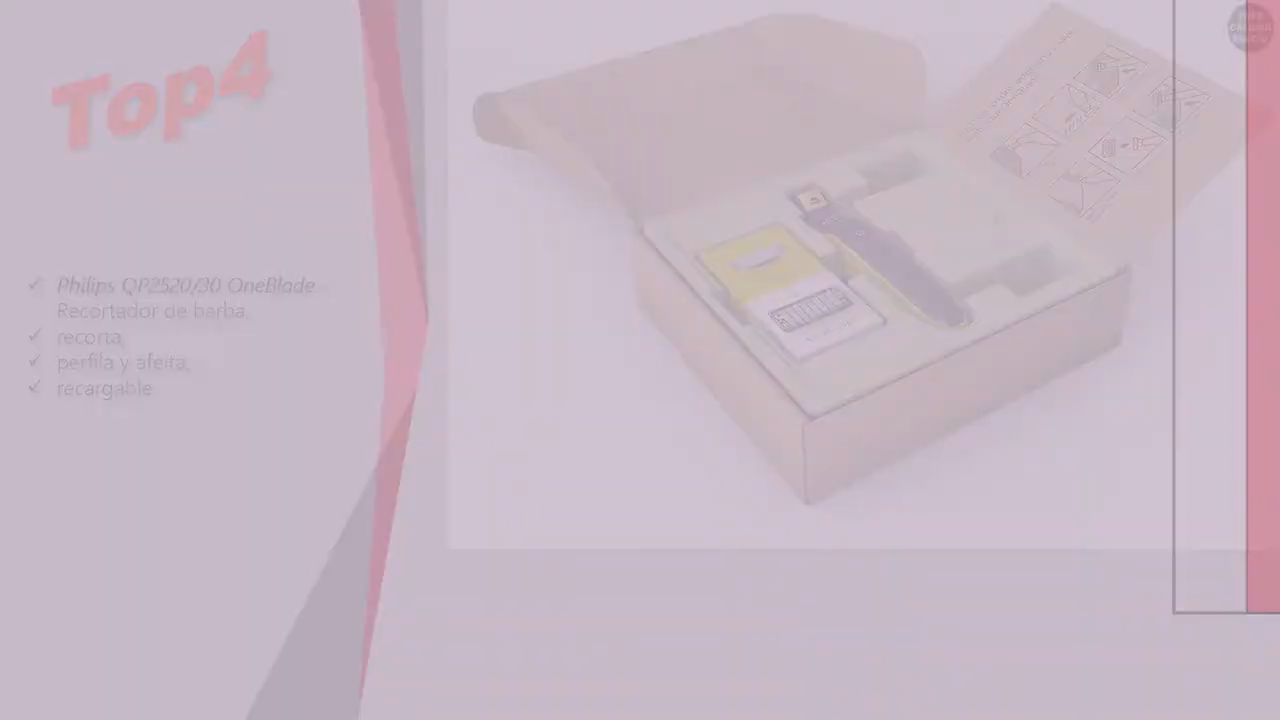 Top4
Philips QP2520/30 OneBlade
Recortador de barba,
recorta,
perfila y afeita,
recargable